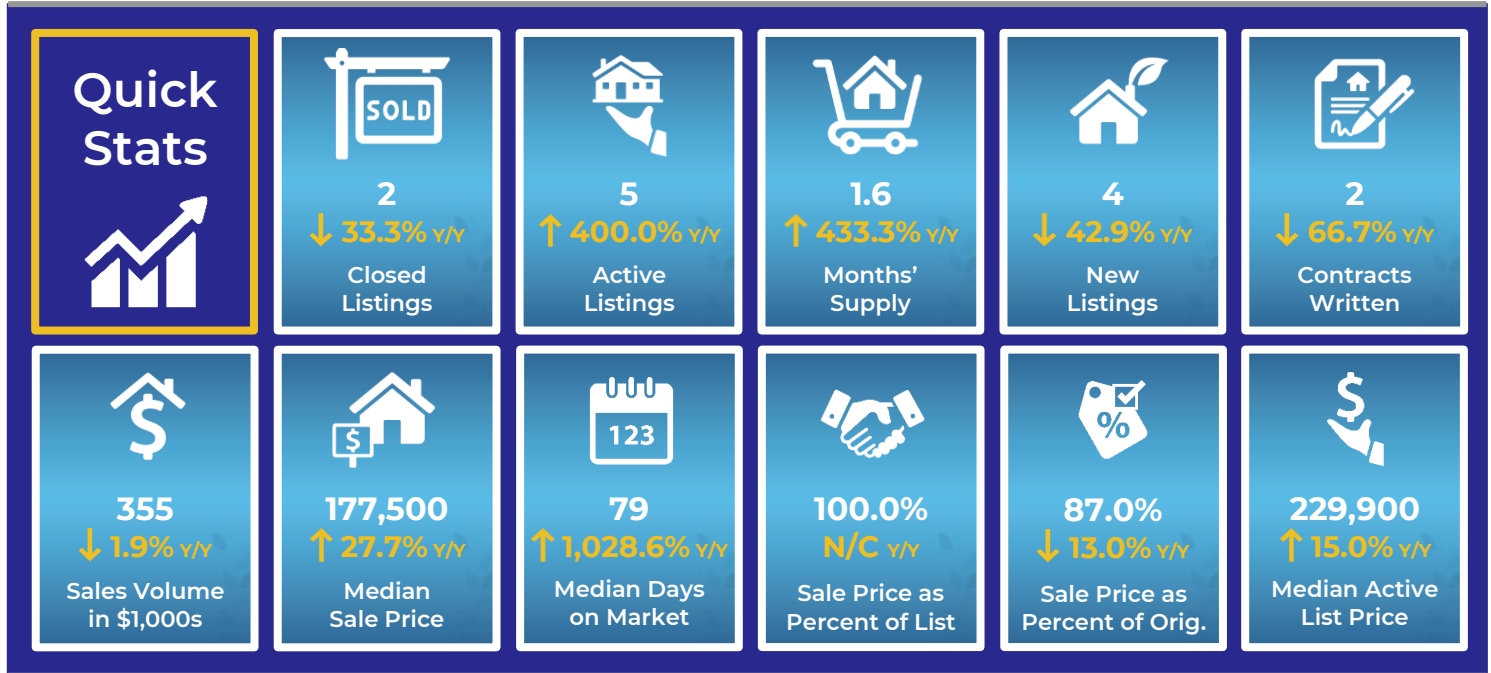 Quick
Stats
SOLD
2
↓ 33.3% Y/Y
Closed
Listings
5
↑ 400.0% Y/Y
Active
Listings
1.6
↑ 433.3% Y/Y
Months’
Supply
4
↓ 42.9% Y/Y
New
Listings
2
↓ 66.7% Y/Y
Contracts
Written
$
355
↓ 1.9% Y/Y
Sales Volume
in $1,000s
$
177,500
↑ 27.7% Y/Y
Median
Sale Price
123
79
↑ 1,028.6% Y/Y
Median Days
on Market
100.0%
N/C Y/Y
Sale Price as
Percent of List
%
87.0%
↓ 13.0% Y/Y
Sale Price as
Percent of Orig.
$
229,900
↑ 15.0% Y/Y
Median Active
List Price